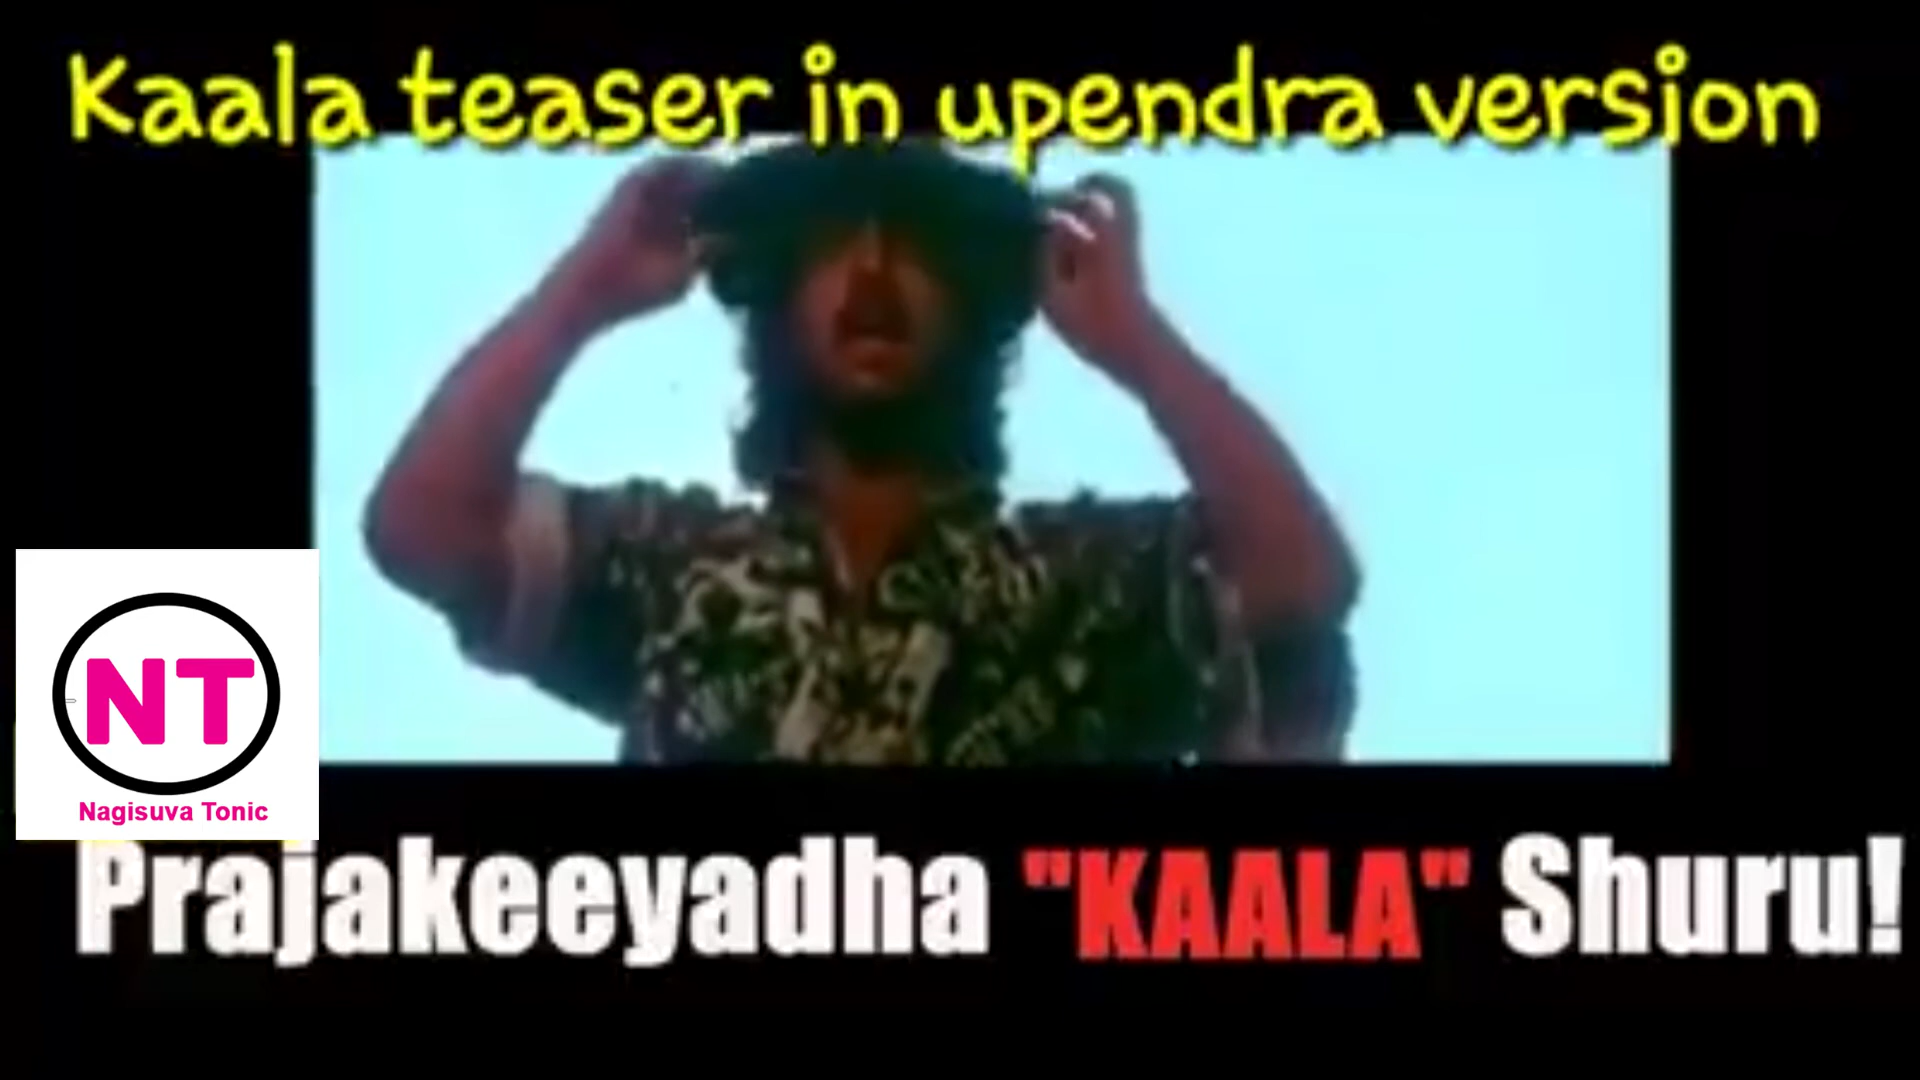 Kaala teaser in upendra version
NT
Nagisuva Tonic
Prajakeeyadha "KAALA" Shuru!